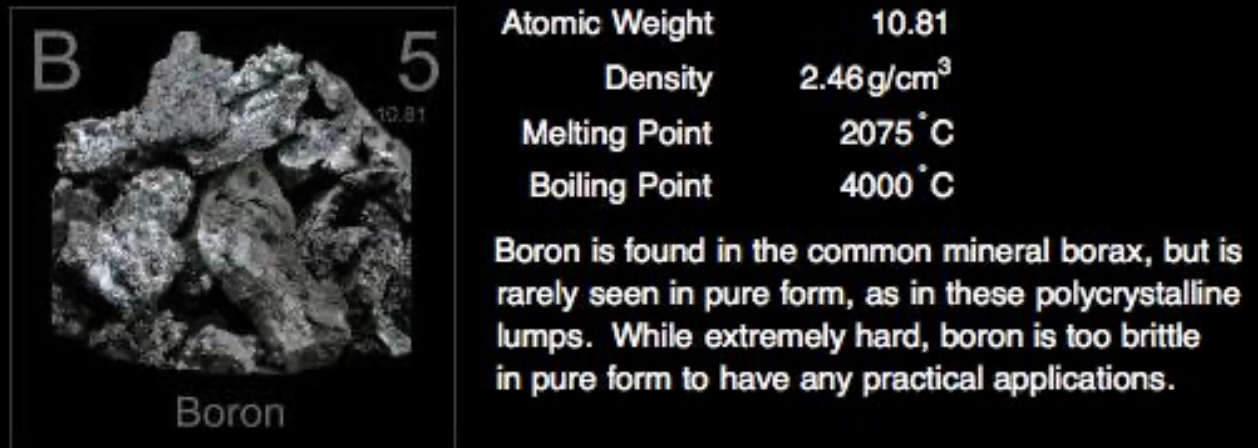 B 5
10.81
Boron
Atomic Weight 10.81
Density 2.46 g/cm³
Melting Point 2075 °C
Boiling Point 4000 °C
Boron is found in the common mineral borax, but is
rarely seen in pure form, as in these polycrystalline
lumps. While extremely hard, boron is too brittle
in pure form to have any practical applications.